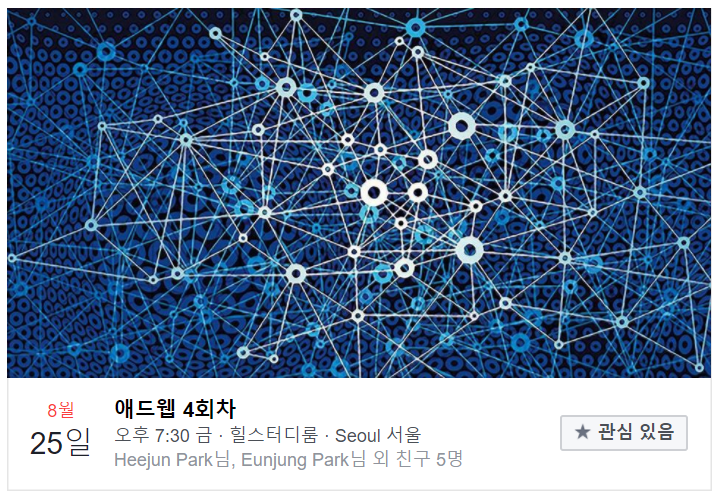 8월
25일
애드웹 4회차
오후 7:30 금 · 힐스터디룸 · Seoul 서울
Heejun Park님, Eunjung Park님 외 친구 5명
★ 관심 있음